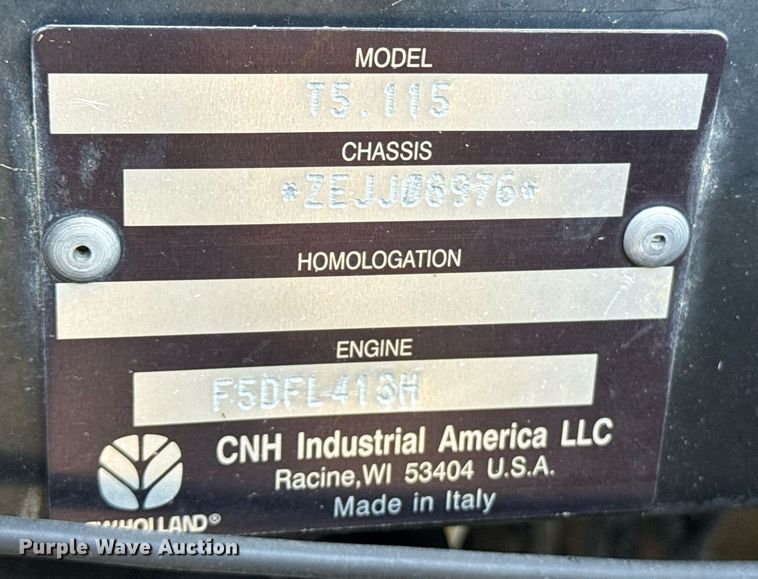 MODEL
T5.115
CHASSIS
*ZEJJ08976*
HOMOLOGATION
ENGINE
F5DFL413H
CNH Industrial America LLC
Racine, WI 53404 U.S.A.
Made in Italy
Purple Wave Auction